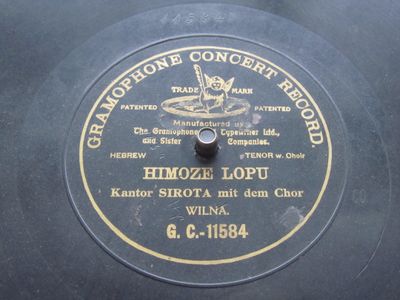 GRAMOPHONE CONCERT RECORD.
TRADE MARK
PATENTED PATENTED
Manufactured by
The Gramophone Typewriter Ltd.,
and Sister Companies.
HEBREW TENOR w. Choir
HIMOZE LOPU
Kantor SIROTA mit dem Chor
WILNA.
G. C.-11584